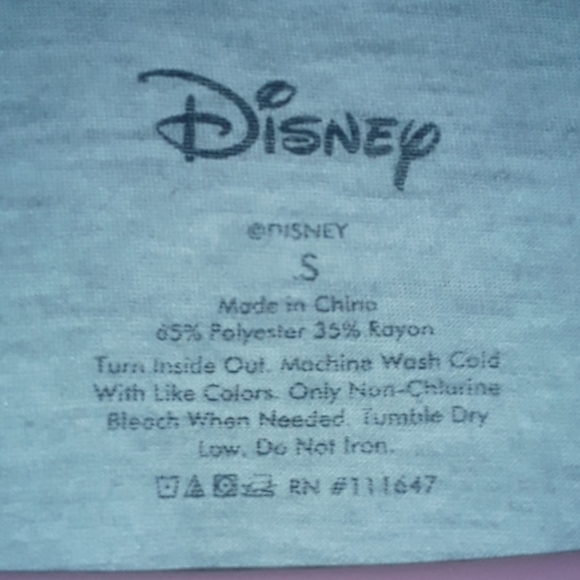 Disney
©DISNEY
S
Made in China
65% Polyester 35% Rayon
Turn Inside Out. Machine Wash Cold
With Like Colors. Only Non-Chlorine
Bleach When Needed. Tumble Dry
Low. Do Not Iron.
RN #111647